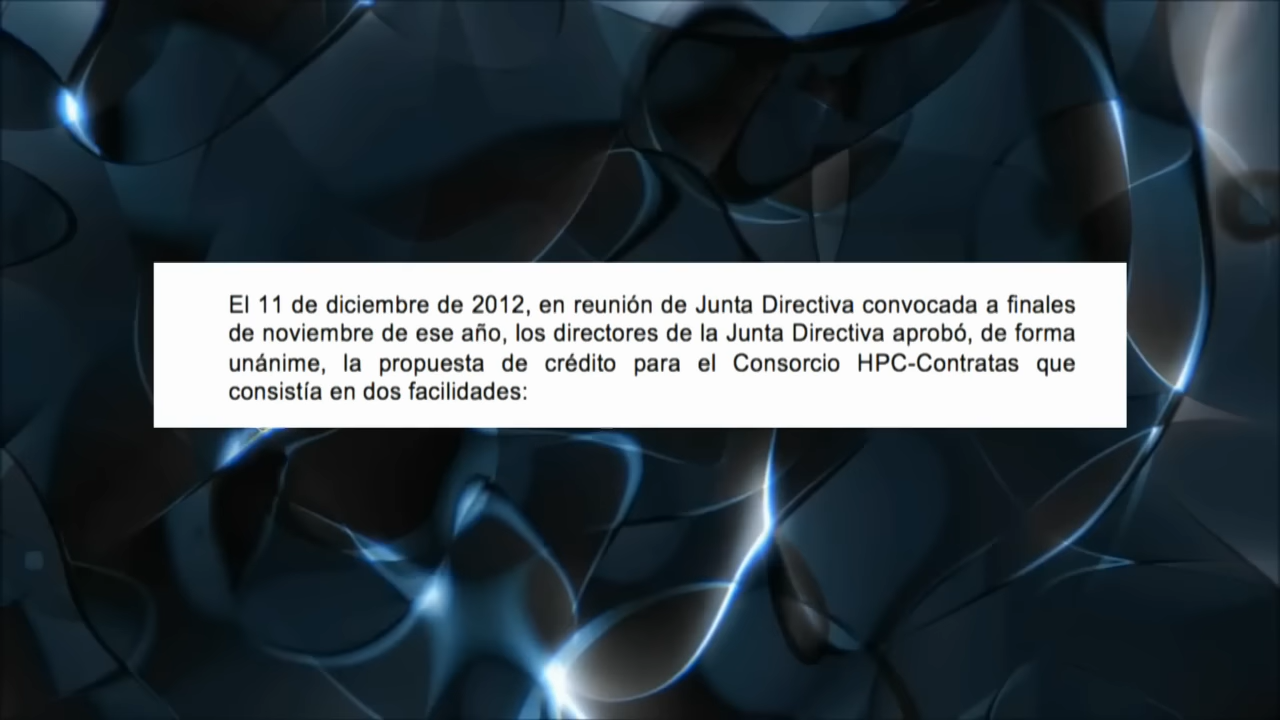 El 11 de diciembre de 2012, en reunión de Junta Directiva convocada a finales
de noviembre de ese año, los directores de la Junta Directiva aprobó, de forma
unánime, la propuesta de crédito para el Consorcio HPC-Contratas que
consistía en dos facilidades: